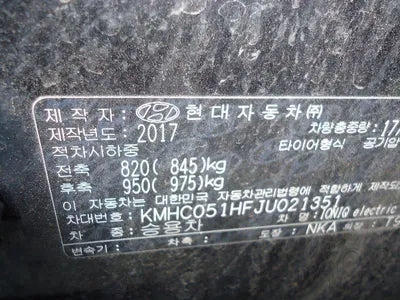 제 작 자 : 현대자동차㈜
제작년도 : 2017 차량총중량 : 17
적차시하중 타이어형식 공기압
전축 820( 845)kg
후축 950( 975)kg
이 자동차는 대한민국 자동차관리법령에 적합하게 제작되
차대번호: KMHC051HFJU021351
차 종 : 승용차 IONIQ electric
변속기 : 차축 : 도장 : NKA